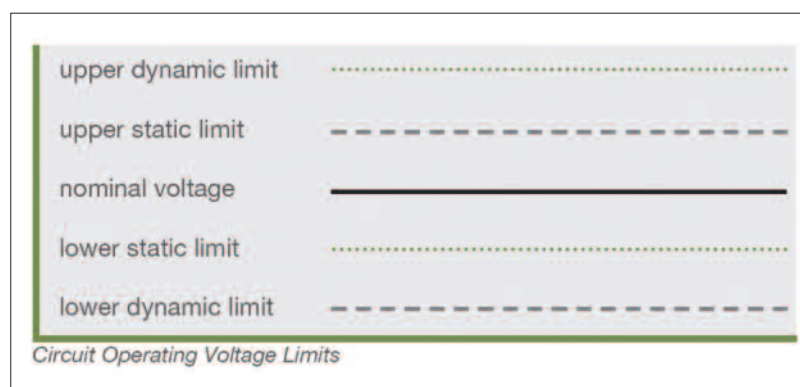 upper dynamic limit
upper static limit
nominal voltage
lower static limit
lower dynamic limit
Circuit Operating Voltage Limits